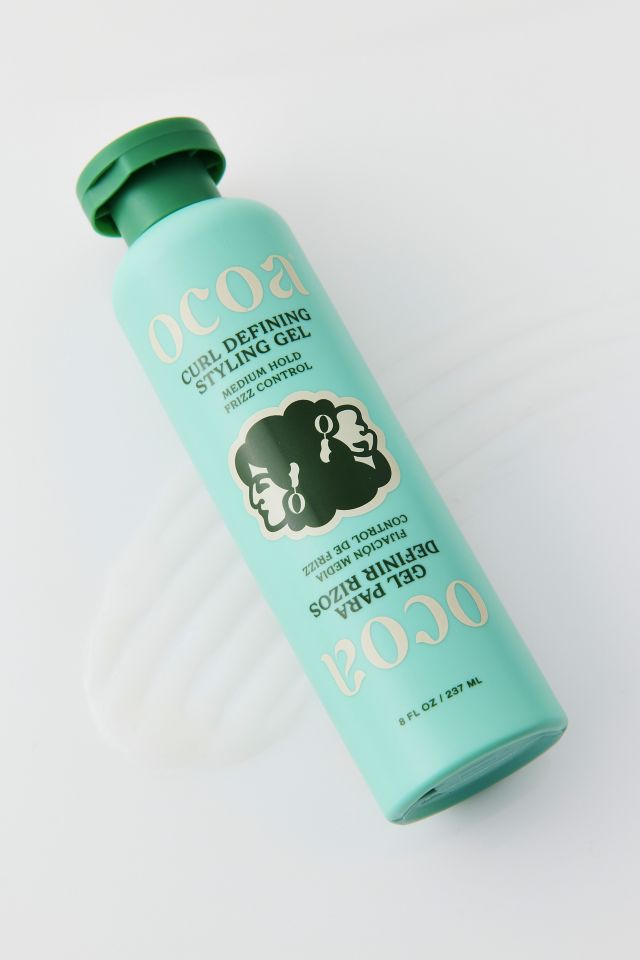 ocoa
CURL DEFINING
STYLING GEL
MEDIUM HOLD
FRIZZ CONTROL
ocoa
GEL PARA
DEFINIR RIZOS
FIJACIÓN MEDIA
CONTROL DE FRIZZ
8 FL OZ / 237 ML